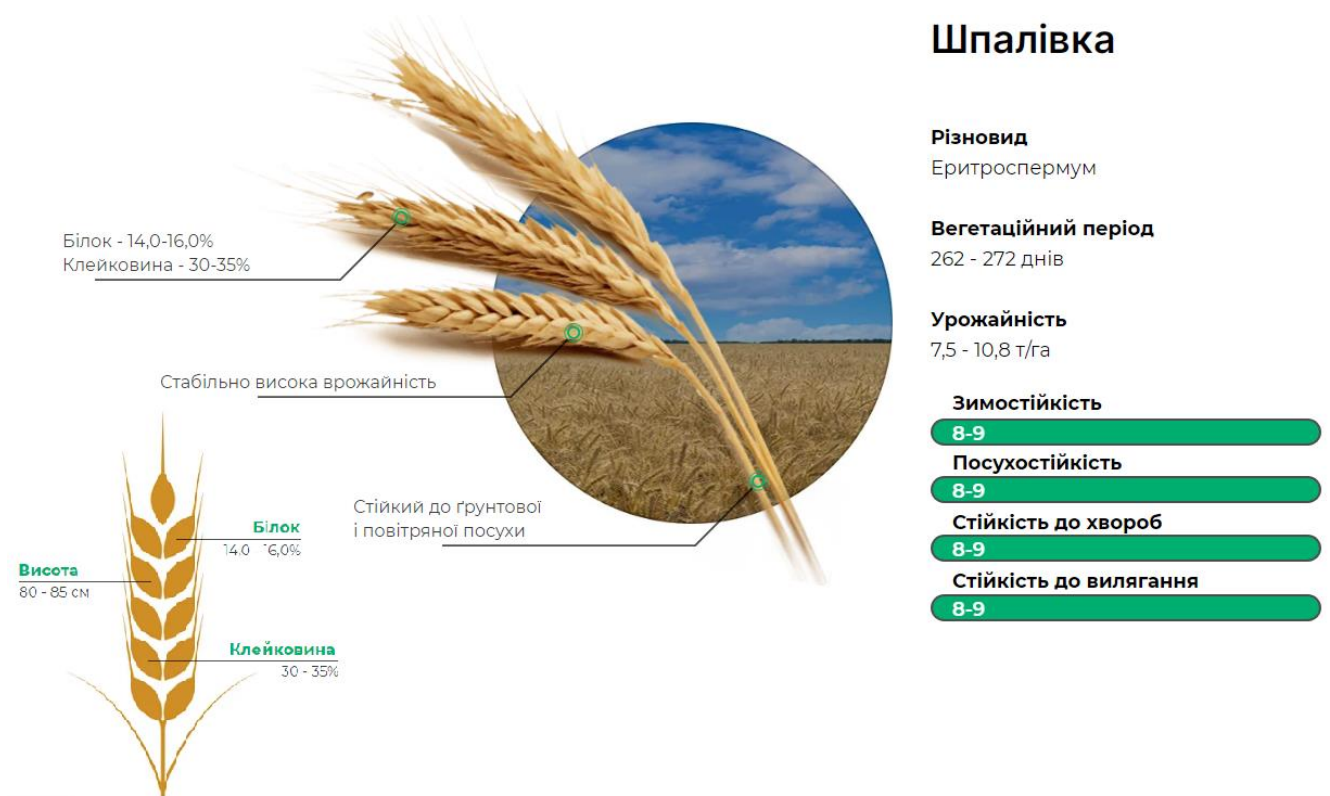 Шпалівка
Різновид
Еритроспермум
Вегетаційний період
262 - 272 днів
Урожайність
7,5 - 10,8 т/га
Зимостійкість
8-9
Посухостійкість
8-9
Стійкість до хвороб
8-9
Стійкість до вилягання
8-9
Білок - 14,0-16,0%
Клейковина - 30-35%
Стабільно висока врожайність
Стійкий до ґрунтової
і повітряної посухи
Білок
14.0 - 16,0%
Висота
80 - 85 см
Клейковина
30 - 35%